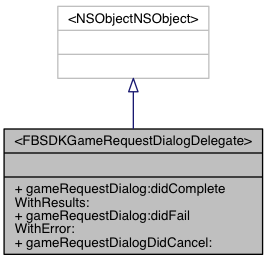 <NSObjectNSObject>
<FBSDKGameRequestDialogDelegate>
+ gameRequestDialog:didComplete
WithResults:
+ gameRequestDialog:didFail
WithError:
+ gameRequestDialogDidCancel: